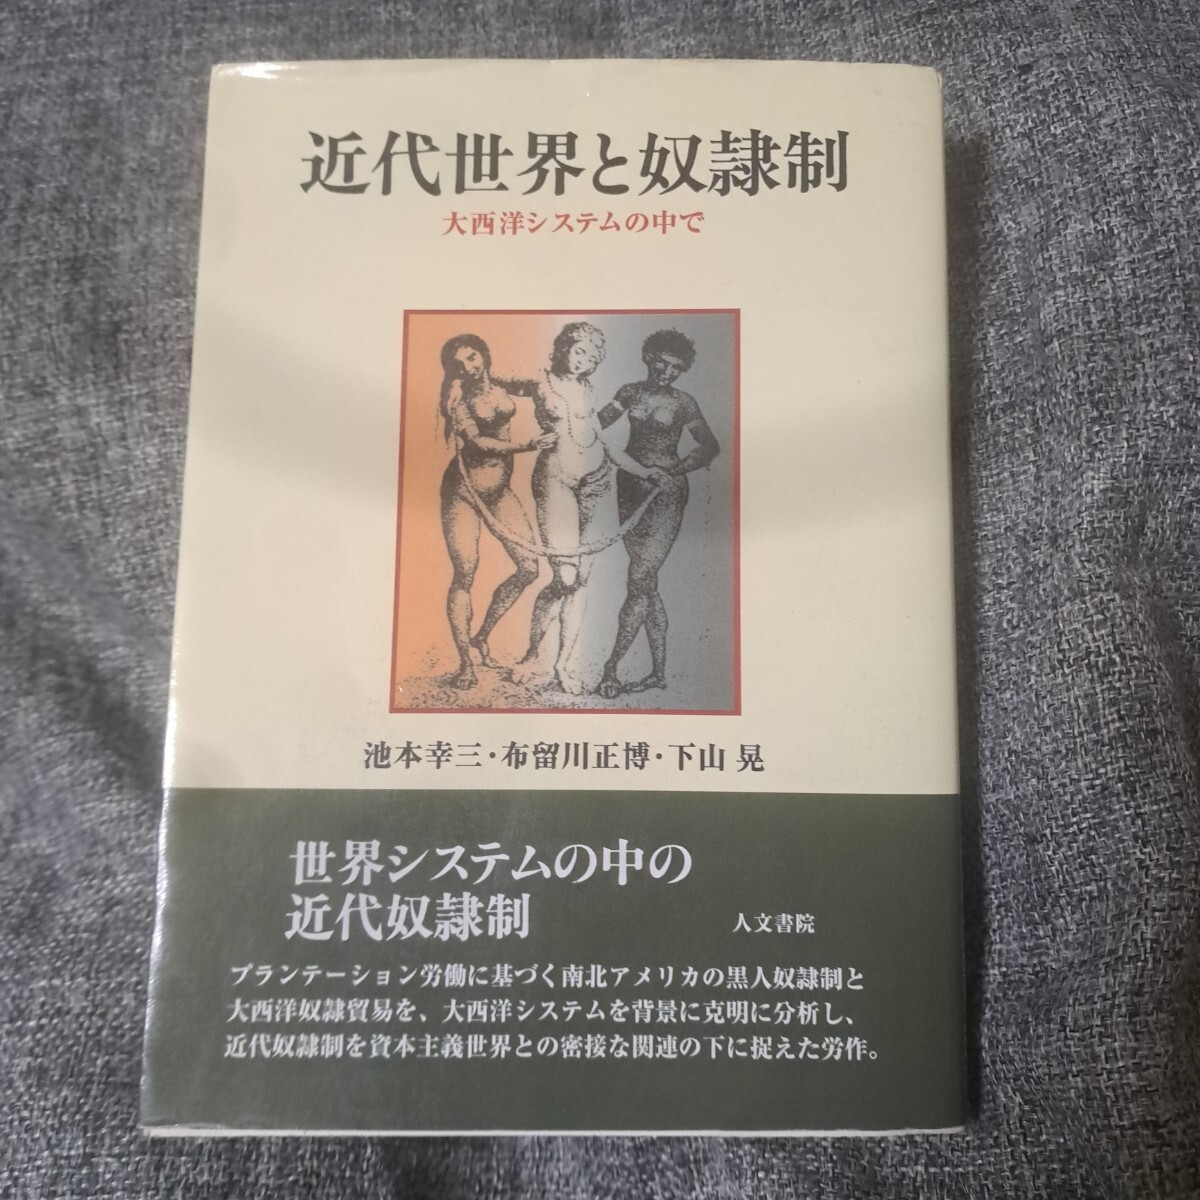 近代世界と奴隷制
大西洋システムの中で
池本幸三・布留川正博・下山 晃
世界システムの中の
近代奴隷制
人文書院
プランテーション労働に基づく南北アメリカの黒人奴隷制と
大西洋奴隷貿易を、大西洋システムを背景に克明に分析し、
近代奴隷制を資本主義世界との密接な関連の下に捉えた労作。